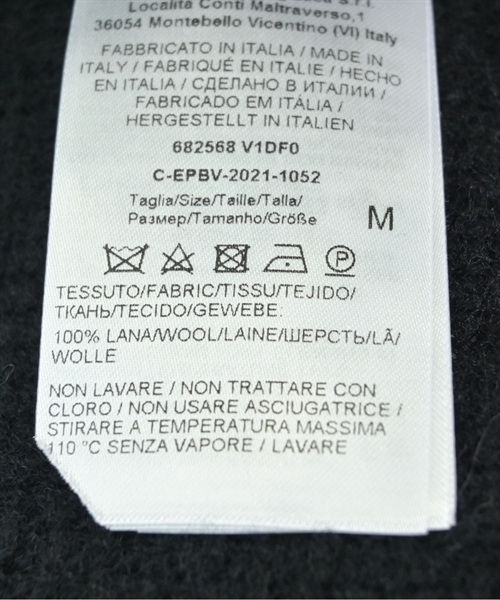 Località Conti Maltraverso,1
36054 Montebello Vicentino (VI) Italy
FABBRICATO IN ITALIA / MADE IN
ITALY / FABRIQUÉ EN ITALIE / HECHO
EN ITALIA / СДЕЛАНО В ИТАЛИИ /
FABRICADO EM ITÁLIA /
HERGESTELLT IN ITALIEN
682568 V1DF0
C-EPBV-2021-1052
Taglia/Size/Taille/Talla/
Размер/Tamanho/Größe
M
P
TESSUTO/FABRIC/TISSU/TEJIDO/
ТКАНЬ/TECIDO/GEWEBE:
100% LANA/WOOL/LAINE/ШЕРСТЬ/LÃ/
WOLLE
NON LAVARE / NON TRATTARE CON
CLORO / NON USARE ASCIUGATRICE /
STIRARE A TEMPERATURA MASSIMA
110 °C SENZA VAPORE / LAVARE